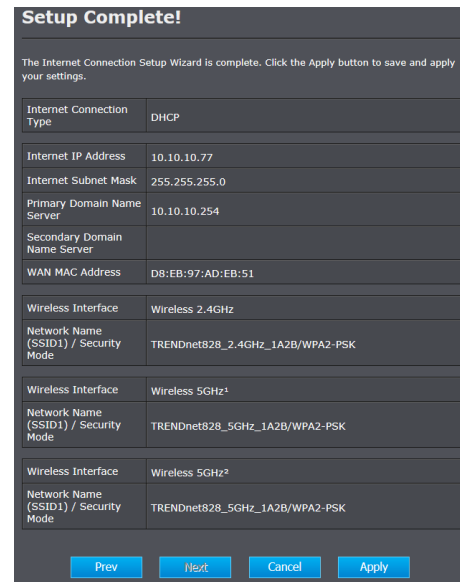 Setup Complete!
The Internet Connection Setup Wizard is complete. Click the Apply button to save and apply
your settings.
Internet Connection
Type
DHCP
Internet IP Address
10.10.10.77
Internet Subnet Mask
255.255.255.0
Primary Domain Name
Server
10.10.10.254
Secondary Domain
Name Server
WAN MAC Address
D8:EB:97:AD:EB:51
Wireless Interface
Wireless 2.4GHz
Network Name
(SSID1) / Security
Mode
TRENDnet828_2.4GHz_1A2B/WPA2-PSK
Wireless Interface
Wireless 5GHz¹
Network Name
(SSID1) / Security
Mode
TRENDnet828_5GHz_1A2B/WPA2-PSK
Wireless Interface
Wireless 5GHz²
Network Name
(SSID1) / Security
Mode
TRENDnet828_5GHz_1A2B/WPA2-PSK
Prev
Next
Cancel
Apply